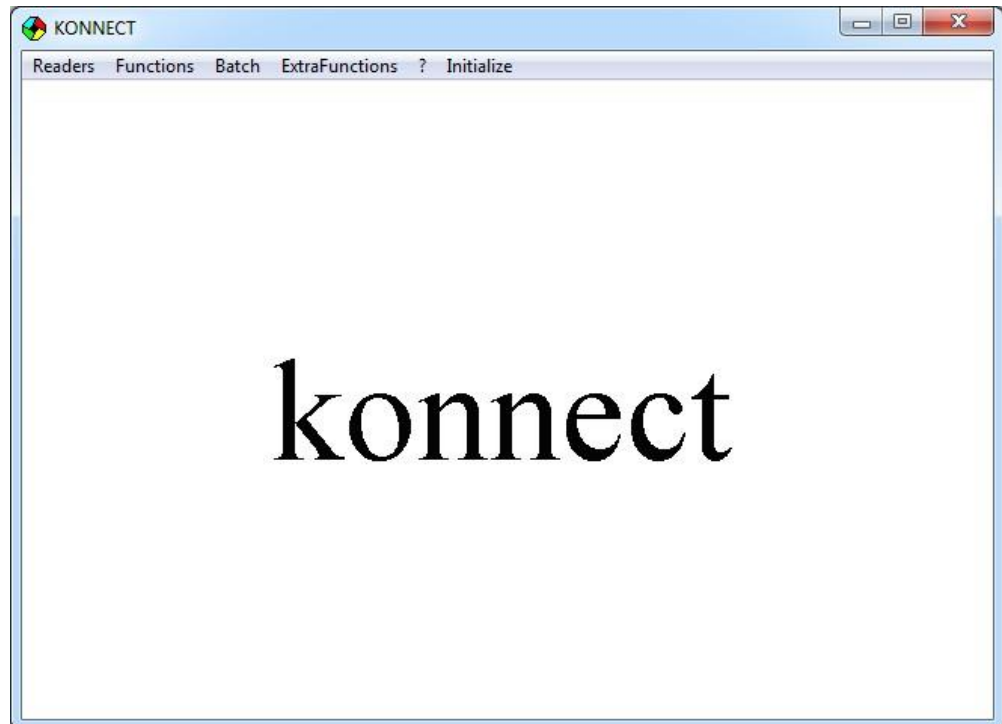 KONNECT
Readers Functions Batch ExtraFunctions ? Initialize
konnect